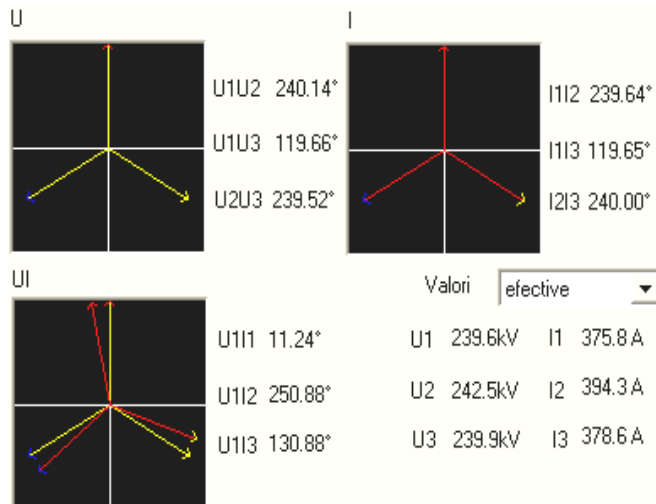 U
U1U2 240.14°
U1U3 119.66°
U2U3 239.52°
I
I1I2 239.64°
I1I3 119.65°
I2I3 240.00°
UI
U1I1 11.24°
U1I2 250.88°
U1I3 130.88°
Valori efective
U1 239.6kV I1 375.8 A
U2 242.5kV I2 394.3 A
U3 239.9kV I3 378.6 A